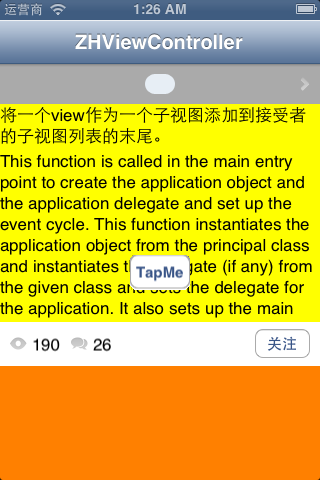 运营商 1:26 AM
ZHViewController
将一个view作为一个子视图添加到接受者
的子视图列表的末尾。
This function is called in the main entry
point to create the application object and
the application delegate and set up the
event cycle. This function instantiates the
application object from the principal class
and instantiates gate (if any) from
the given class and sets the delegate for
the application. It also sets up the main
TapMe
190 26 关注